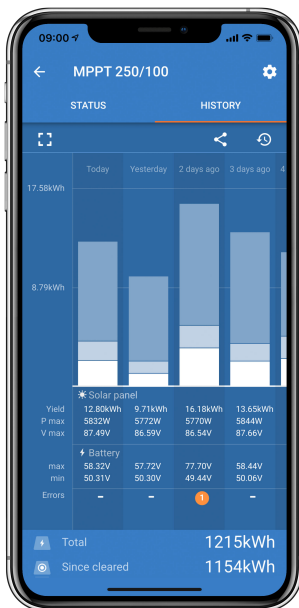 09:00
MPPT 250/100
STATUS HISTORY
Today Yesterday 2 days ago 3 days ago 4
17.58kWh
8.79kWh
Solar panel
Yield 12.80kWh 9.71kWh 16.18kWh 13.65kWh
P max 5832W 5772W 5770W 5844W
V max 87.49V 86.59V 86.54V 87.66V
Battery
max 58.32V 57.72V 77.70V 58.44V
min 50.31V 50.30V 49.44V 50.06V
Errors – – 1 –
Total 1215kWh
Since cleared 1154kWh